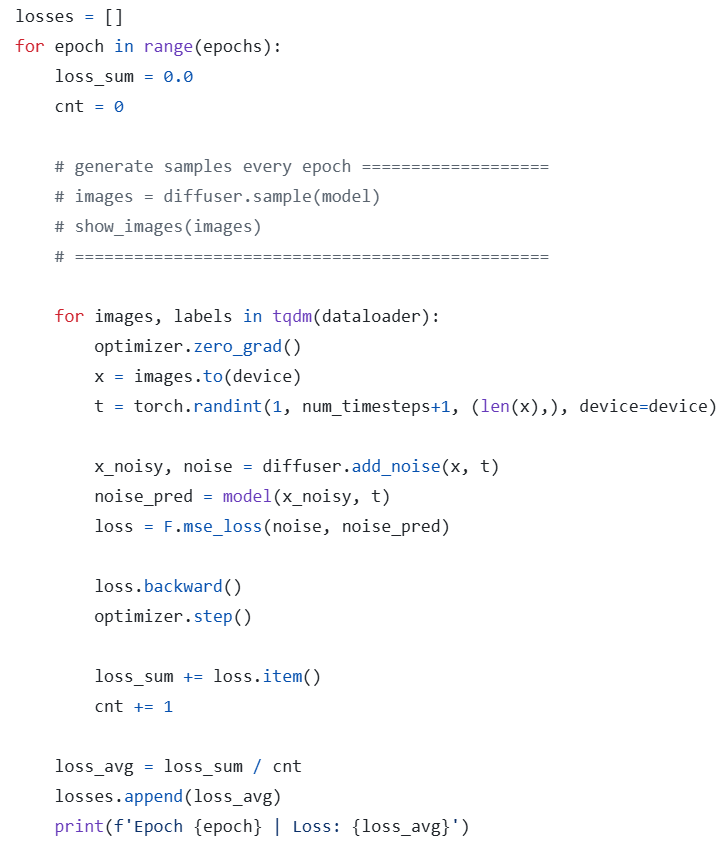 losses = []
for epoch in range(epochs):
    loss_sum = 0.0
    cnt = 0

    # generate samples every epoch ===================
    # images = diffuser.sample(model)
    # show_images(images)
    # ================================================

    for images, labels in tqdm(dataloader):
        optimizer.zero_grad()
        x = images.to(device)
        t = torch.randint(1, num_timesteps+1, (len(x),), device=device)

        x_noisy, noise = diffuser.add_noise(x, t)
        noise_pred = model(x_noisy, t)
        loss = F.mse_loss(noise, noise_pred)

        loss.backward()
        optimizer.step()

        loss_sum += loss.item()
        cnt += 1

    loss_avg = loss_sum / cnt
    losses.append(loss_avg)
    print(f'Epoch {epoch} | Loss: {loss_avg}')